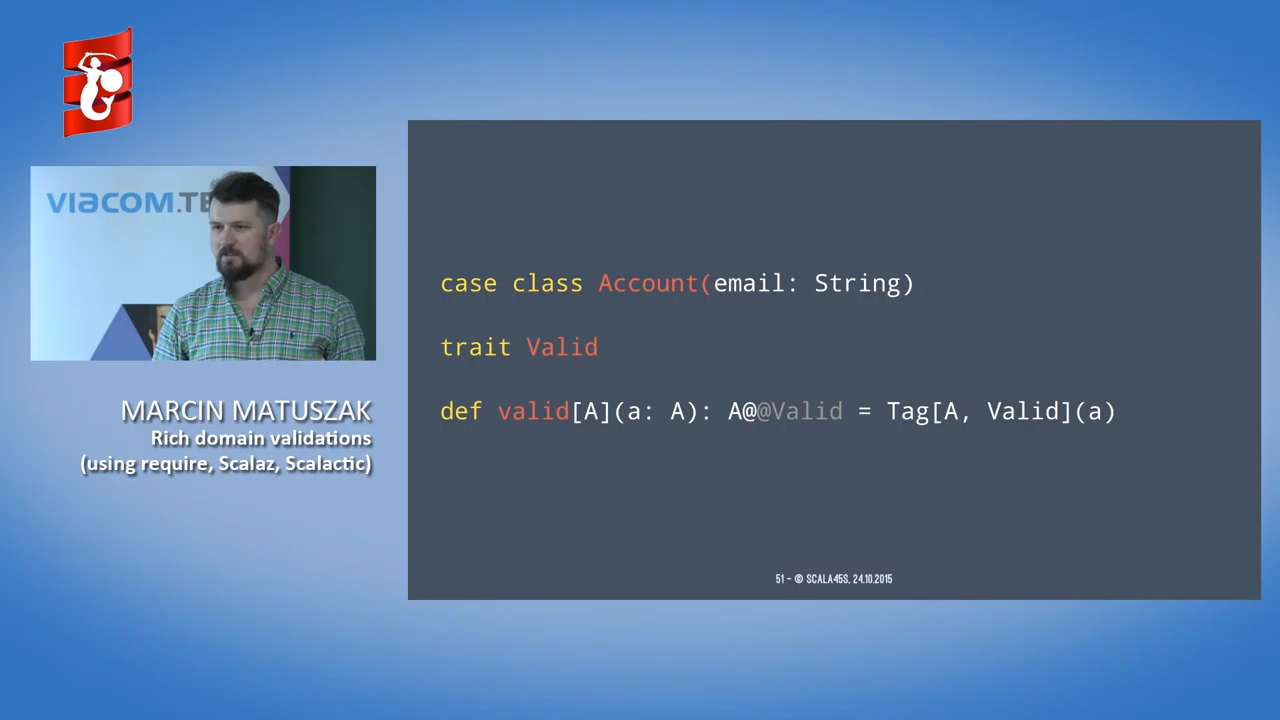 VIACOM.TE
MARCIN MATUSZAK
Rich domain validations
(using require, Scalaz, Scalactic)
case class Account(email: String)
trait Valid
def valid[A](a: A): A@@Valid = Tag[A, Valid](a)
51 - © SCALA45S, 24.10.2015